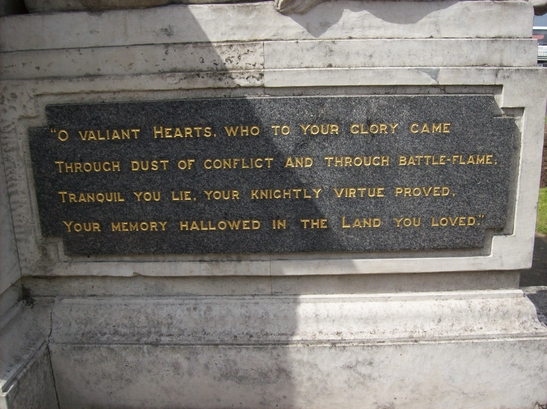 "O VALIANT HEARTS, WHO TO YOUR GLORY CAME
THROUGH DUST OF CONFLICT AND THROUGH BATTLE-FLAME;
TRANQUIL YOU LIE, YOUR KNIGHTLY VIRTUE PROVED,
YOUR MEMORY HALLOWED IN THE LAND YOU LOVED."